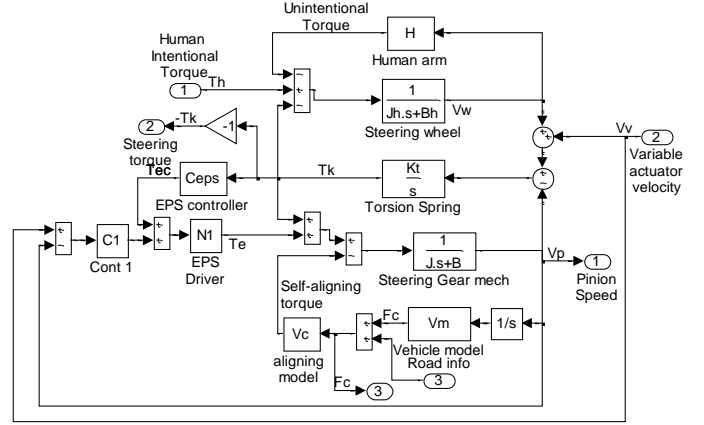 Unintentional
Torque
H
Human arm
Human
Intentional
Torque
1
Th
1
Jh.s+Bh
Vw
Steering wheel
-Tk
2
-1
Steering
torque
Vv
2
Variable
actuator
velocity
Tec
Ceps
EPS controller
Tk
Kt
s
Torsion Spring
C1
Cont 1
N1
EPS
Driver
Te
1
J.s+B
Steering Gear mech
Vp
1
Pinion
Speed
Self-aligning
torque
Vc
aligning
model
Fc
Vm
1/s
Vehicle model
Road info
3
Fc
3